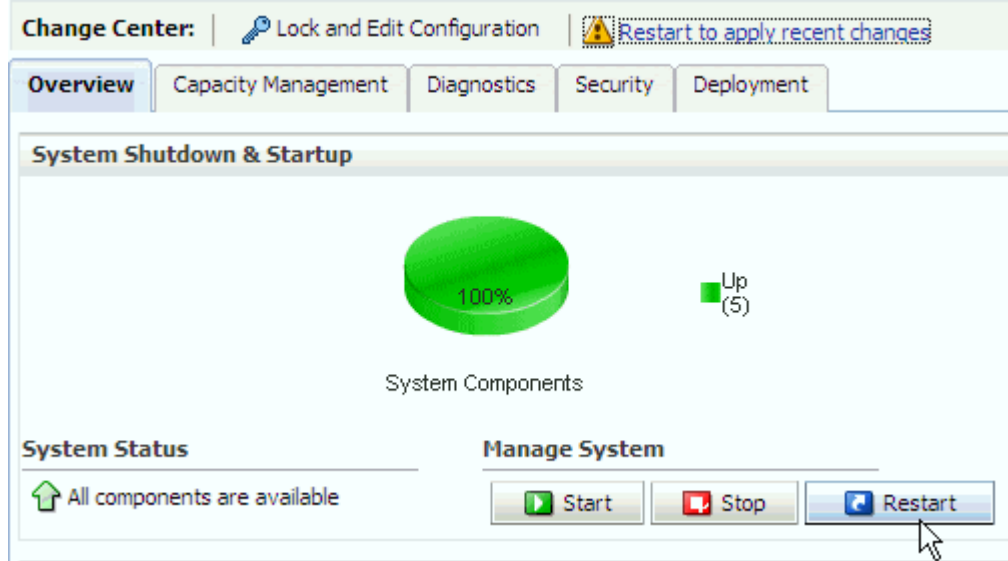 Change Center: Lock and Edit Configuration Restart to apply recent changes
Overview Capacity Management Diagnostics Security Deployment
System Shutdown & Startup
100%
Up
(5)
System Components
System Status
All components are available
Manage System
Start Stop Restart